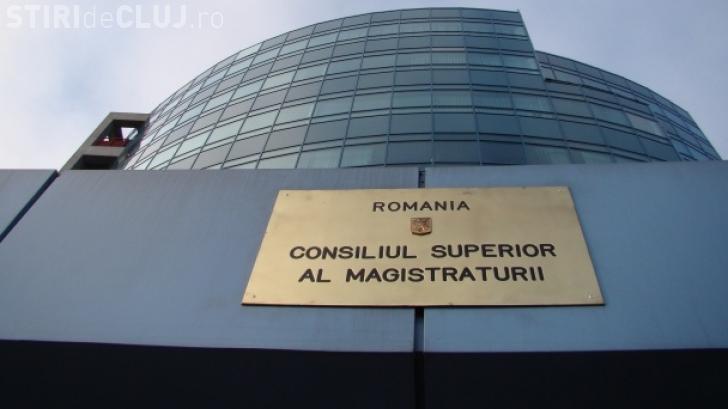 STIRIdeCLUJ.ro
ROMANIA
CONSILIUL SUPERIOR
AL MAGISTRATURII